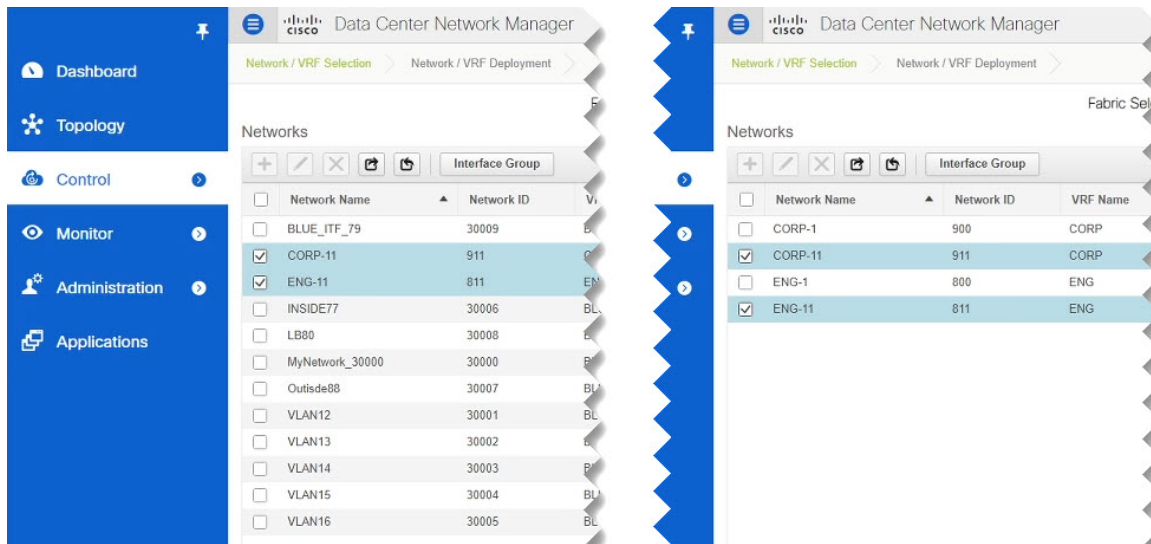 cisco Data Center Network Manager
Network / VRF Selection Network / VRF Deployment
Networks
Interface Group
Network Name Network ID
BLUE_ITF_79 30009
CORP-11 911
ENG-11 811
INSIDE77 30006
LB80 30008
MyNetwork_30000 30000
Outisde88 30007
VLAN12 30001
VLAN13 30002
VLAN14 30003
VLAN15 30004
VLAN16 30005
Dashboard
Topology
Control
Monitor
Administration
Applications
cisco Data Center Network Manager
Network / VRF Selection Network / VRF Deployment
Fabric Sel
Networks
Interface Group
Network Name Network ID VRF Name
CORP-1 900 CORP
CORP-11 911 CORP
ENG-1 800 ENG
ENG-11 811 ENG